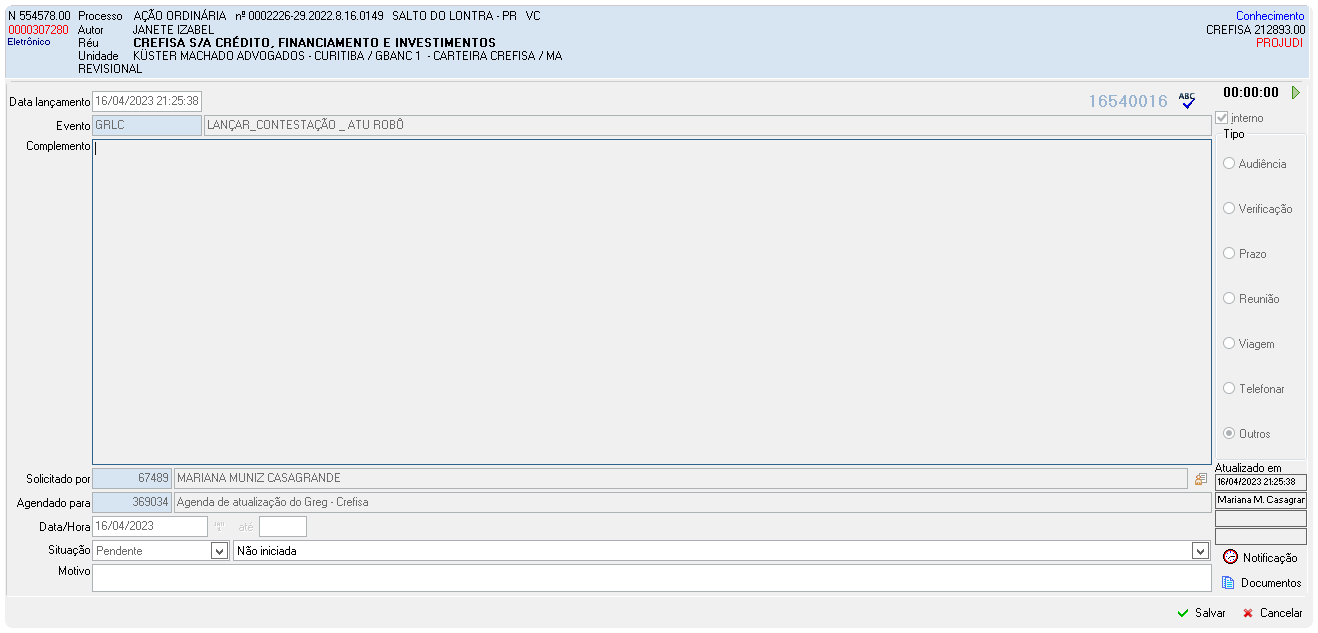 N 554578.00 Processo AÇÃO ORDINÁRIA nº 0002226-29.2022.8.16.0149 SALTO DO LONTRA - PR VC Conhecimento
0000307280 Autor JANETE IZABEL CREFISA 212893.00
Eletrônico Réu CREFISA S/A CRÉDITO, FINANCIAMENTO E INVESTIMENTOS PROJUDI
Unidade KÜSTER MACHADO ADVOGADOS - CURITIBA / GBANC 1 - CARTEIRA CREFISA / MA
REVISIONAL
Data lançamento 16/04/2023 21:25:38 16540016 ABC 00:00:00
Evento GRLC LANÇAR_CONTESTAÇÃO _ ATU ROBÔ interno
Complemento Tipo
Audiência
Verificação
Prazo
Reunião
Viagem
Telefonar
Outros
Atualizado em
Solicitado por 67489 MARIANA MUNIZ CASAGRANDE 16/04/2023 21:25:38
Agendado para 369034 Agenda de atualização do Greg - Crefisa Mariana M. Casagrar
Data/Hora 16/04/2023 até
Situação Pendente Não iniciada Notificação
Motivo Documentos
Salvar Cancelar